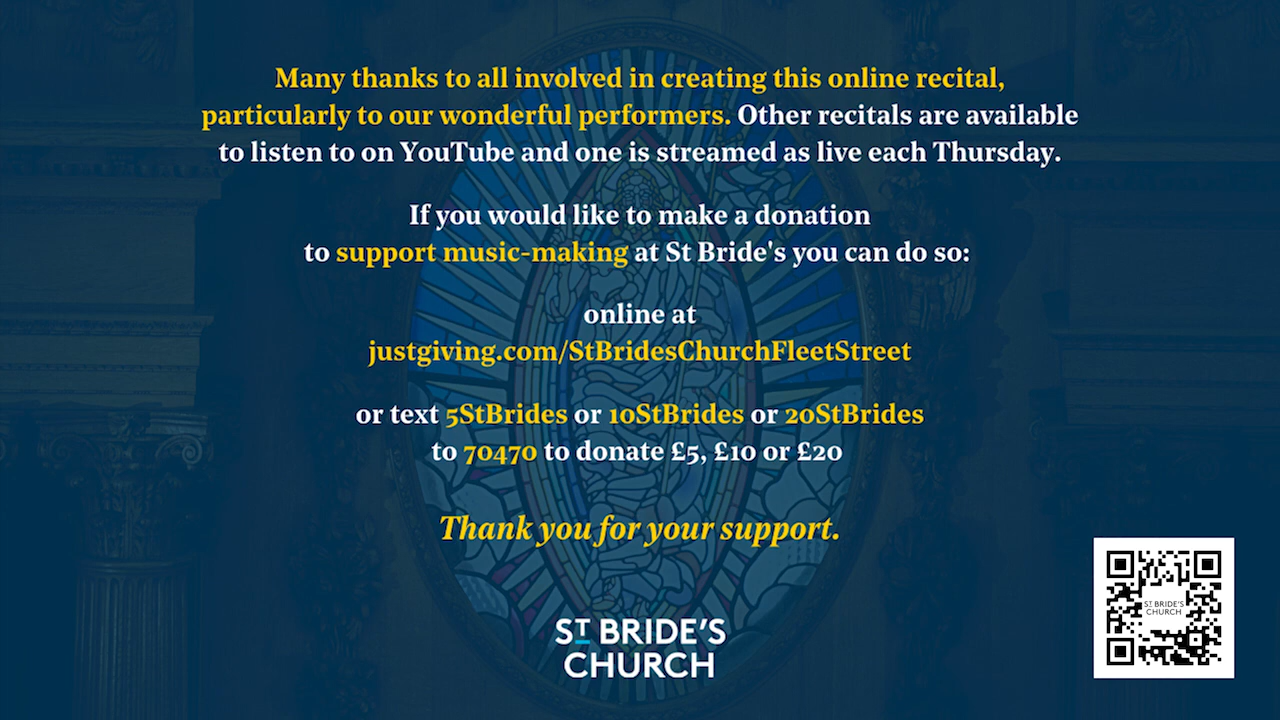 Many thanks to all involved in creating this online recital,
particularly to our wonderful performers. Other recitals are available
to listen to on YouTube and one is streamed as live each Thursday.
If you would like to make a donation
to support music-making at St Bride's you can do so:
online at
justgiving.com/StBridesChurchFleetStreet
or text 5StBrides or 10StBrides or 20StBrides
to 70470 to donate £5, £10 or £20
Thank you for your support.
ST BRIDE'S
CHURCH
ST BRIDE'S
CHURCH